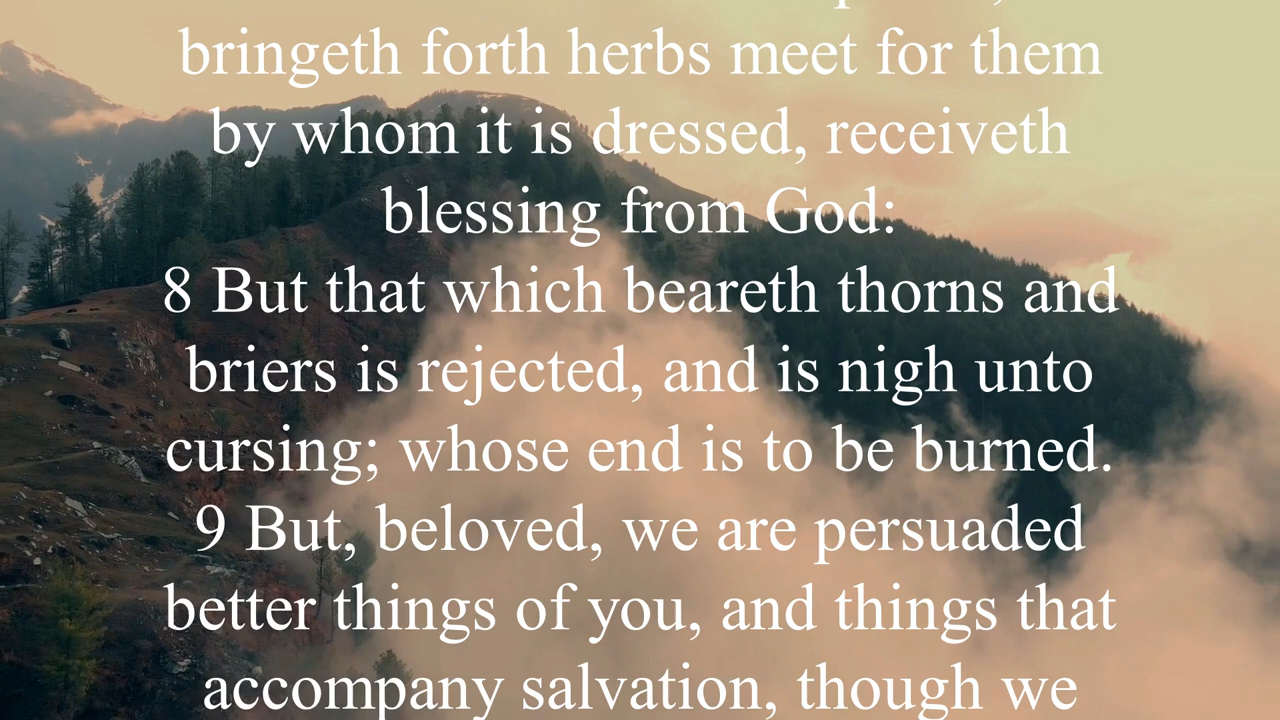 bringeth forth herbs meet for them
by whom it is dressed, receiveth
blessing from God:
8 But that which beareth thorns and
briers is rejected, and is nigh unto
cursing; whose end is to be burned.
9 But, beloved, we are persuaded
better things of you, and things that
accompany salvation, though we